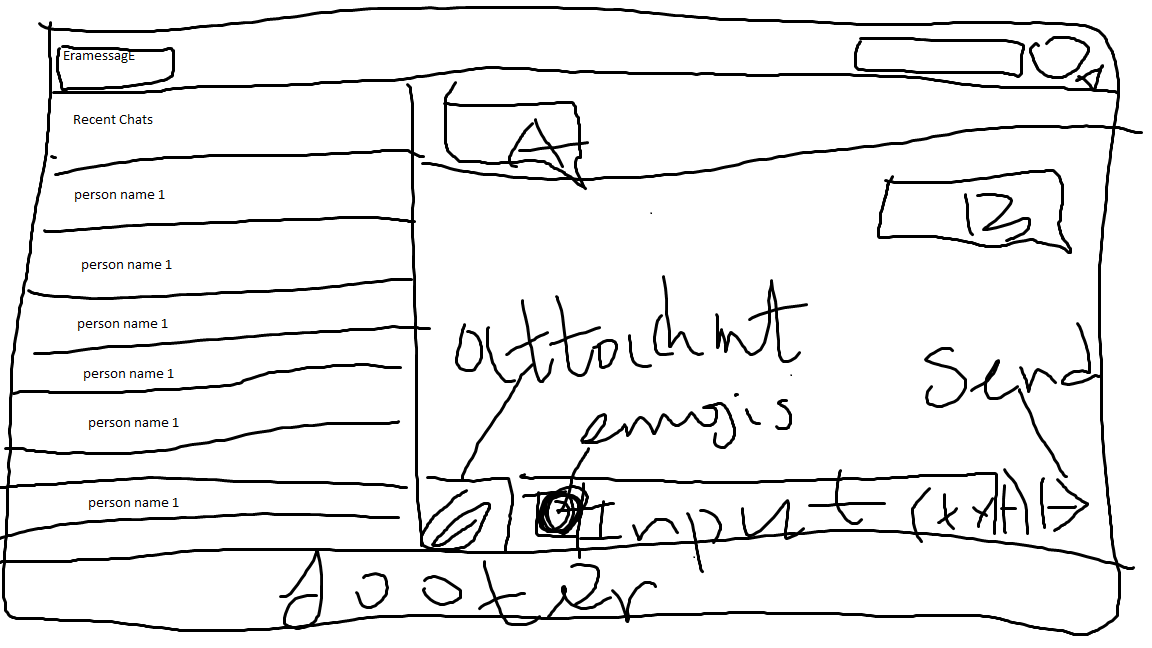 EramessagE
Recent Chats
A
person name 1
B
person name 1
person name 1
attachmt
person name 1
send
person name 1
emojis
person name 1
Input (text)
footer